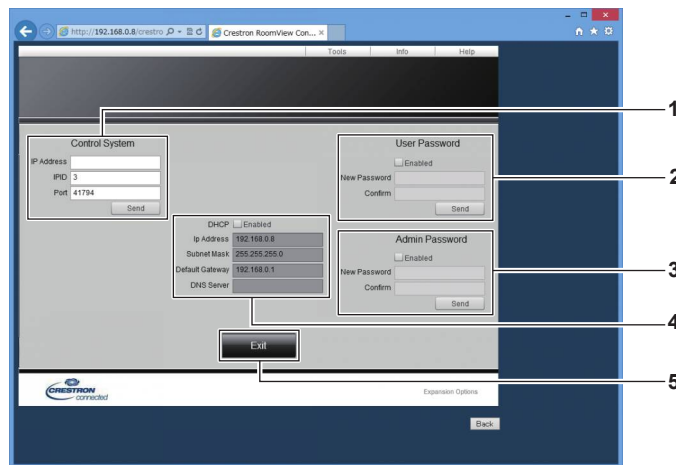 http://192.168.0.8/crestro
Crestron RoomView Con...
Tools Info Help
1
Control System
IP Address
IPID 3
Port 41794
Send
User Password
Enabled
New Password
Confirm
Send
2
DHCP Enabled
Ip Address 192.168.0.8
Subnet Mask 255.255.255.0
Default Gateway 192.168.0.1
DNS Server
Admin Password
Enabled
New Password
Confirm
Send
3
4
Exit
5
CRESTRON
connected
Expansion Options
Back